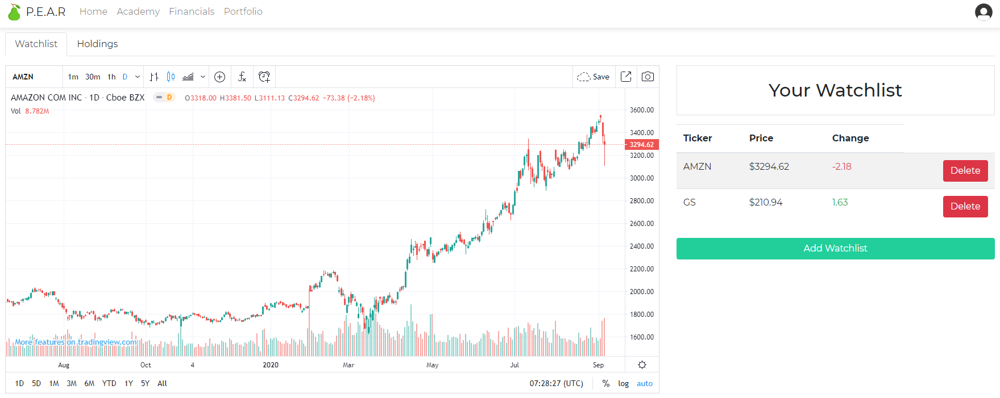 P.E.A.R Home Academy Financials Portfolio
Watchlist Holdings
AMZN 1m 30m 1h D Save
AMAZON COM INC · 1D · Cboe BZX D O3318.00 H3381.50 L3111.13 C3294.62 −73.38 (−2.18%)
Vol 8.782M
3600.00
3400.00
3294.62
3200.00
3000.00
2800.00
2600.00
2400.00
2200.00
2000.00
1800.00
1600.00
More features on tradingview.com
Aug Oct 4 2020 Mar May Jul Sep
1D 5D 1M 3M 6M YTD 1Y 5Y All 07:28:27 (UTC) % log auto
Your Watchlist
Ticker Price Change
AMZN $3294.62 -2.18 Delete
GS $210.94 1.63 Delete
Add Watchlist